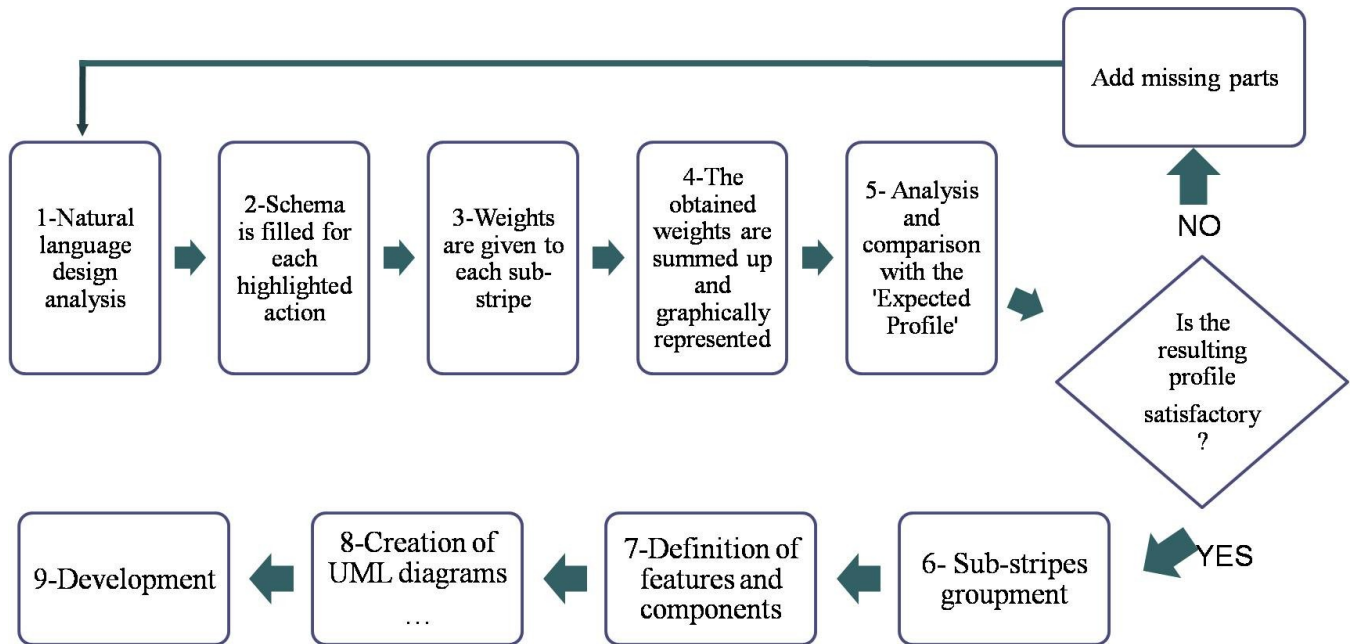 Add missing parts
1-Natural
language
design
analysis
2-Schema
is filled for
each
highlighted
action
3-Weights
are given to
each sub-
stripe
4-The
obtained
weights are
summed up
and
graphically
represented
5- Analysis
and
comparison
with the
'Expected
Profile'
NO
Is the
resulting
profile
satisfactory
?
YES
6- Sub-stripes
groupment
7-Definition of
features and
components
8-Creation of
UML diagrams
...
9-Development